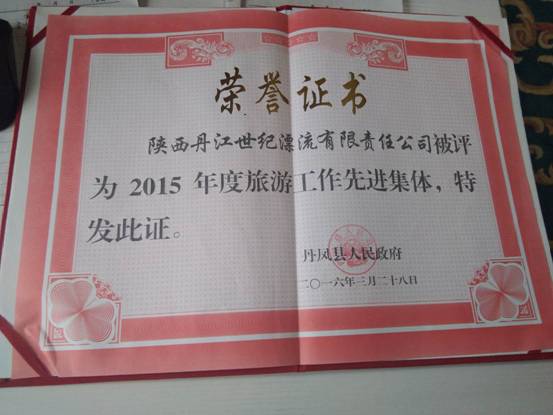 荣誉证书
陕西丹江世纪漂流有限责任公司被评
为 2015 年度旅游工作先进集体，特
发此证。
丹凤县人民政府
二〇一六年三月二十八日